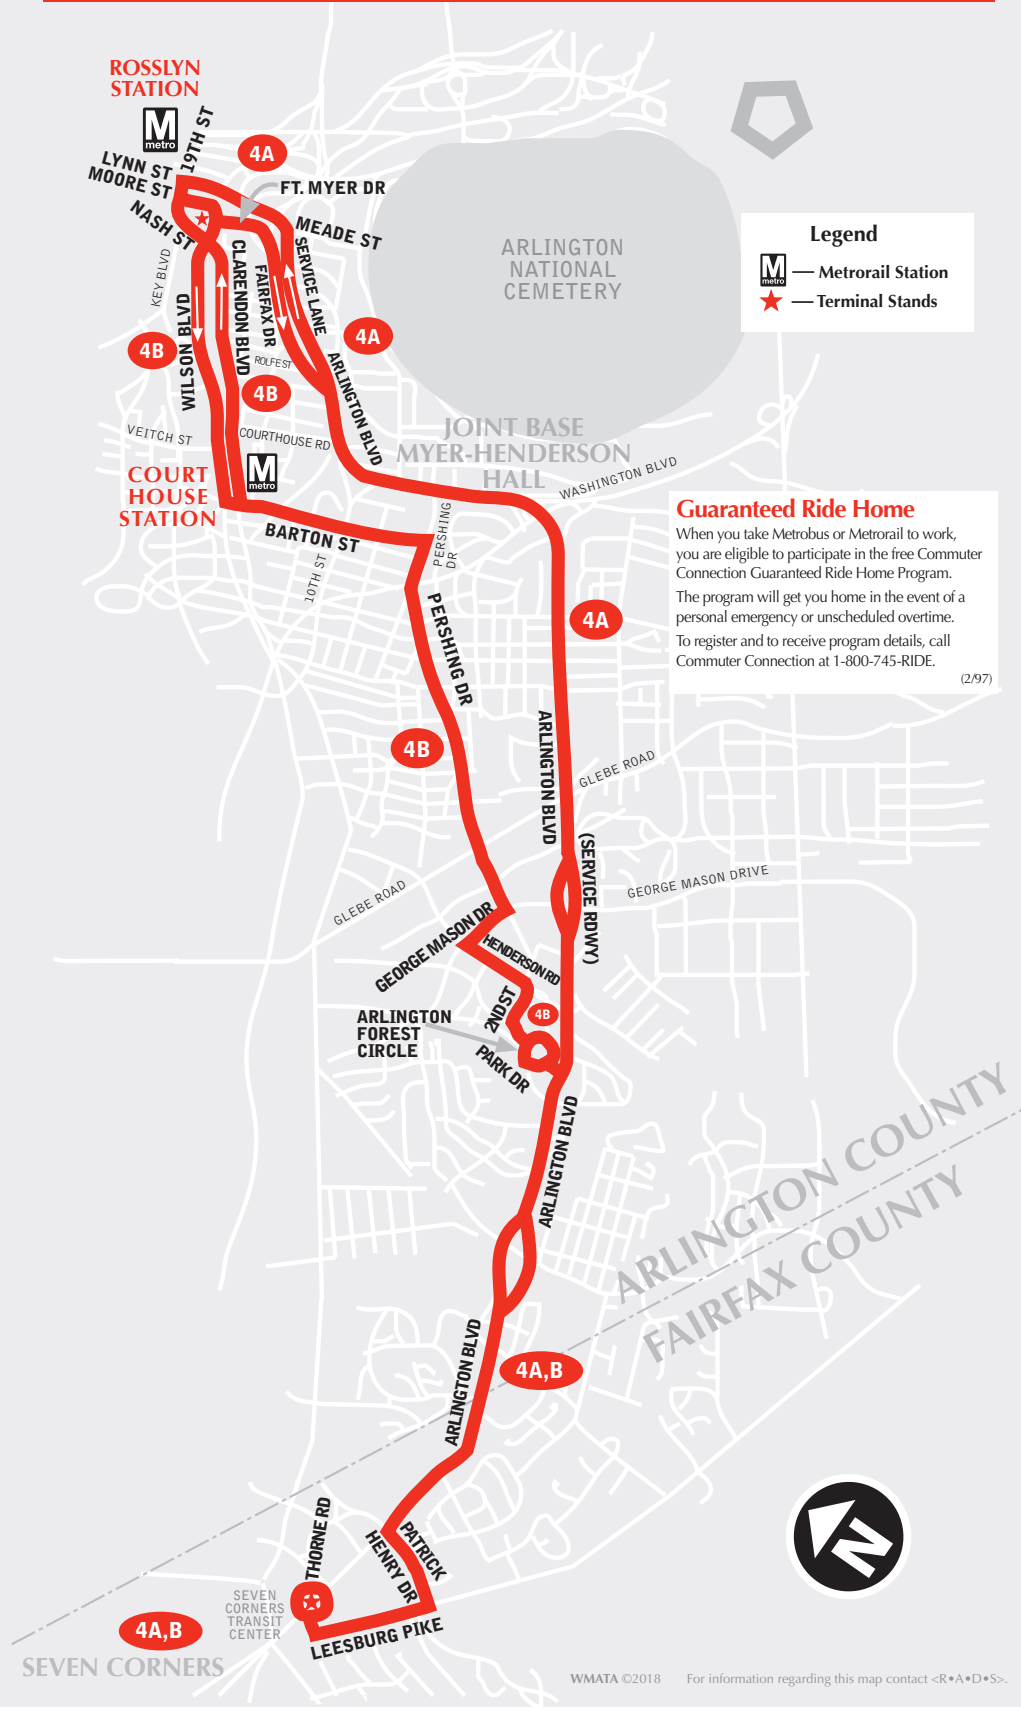 ROSSLYN
STATION
M
metro
19TH ST
LYNN ST
MOORE ST
NASH ST
4A
FT. MYER DR
MEADE ST
KEY BLVD
WILSON BLVD
CLARENDON BLVD
FAIRFAX DR
SERVICE LANE
ROLFE ST
4A
4B
4B
ARLINGTON BLVD
VEITCH ST
COURTHOUSE RD
ARLINGTON
NATIONAL
CEMETERY
Legend
M
metro
— Metrorail Station
— Terminal Stands
JOINT BASE
MYER-HENDERSON
HALL
WASHINGTON BLVD
COURT
HOUSE
STATION
M
metro
BARTON ST
10TH ST
PERSHING
DR
Guaranteed Ride Home
When you take Metrobus or Metrorail to work,
you are eligible to participate in the free Commuter
Connection Guaranteed Ride Home Program.
The program will get you home in the event of a
personal emergency or unscheduled overtime.
To register and to receive program details, call
Commuter Connection at 1-800-745-RIDE.
(2/97)
PERSHING DR
4A
4B
ARLINGTON BLVD
GLEBE ROAD
(SERVICE RDWY)
GEORGE MASON DRIVE
GLEBE ROAD
GEORGE MASON DR
HENDERSON RD
2ND ST
4B
ARLINGTON
FOREST
CIRCLE
PARK DR
ARLINGTON BLVD
ARLINGTON COUNTY
FAIRFAX COUNTY
ARLINGTON BLVD
4A,B
THORNE RD
PATRICK
HENRY DR
N
SEVEN
CORNERS
TRANSIT
CENTER
4A,B
LEESBURG PIKE
SEVEN CORNERS
WMATA ©2018 For information regarding this map contact <R•A•D•S>.